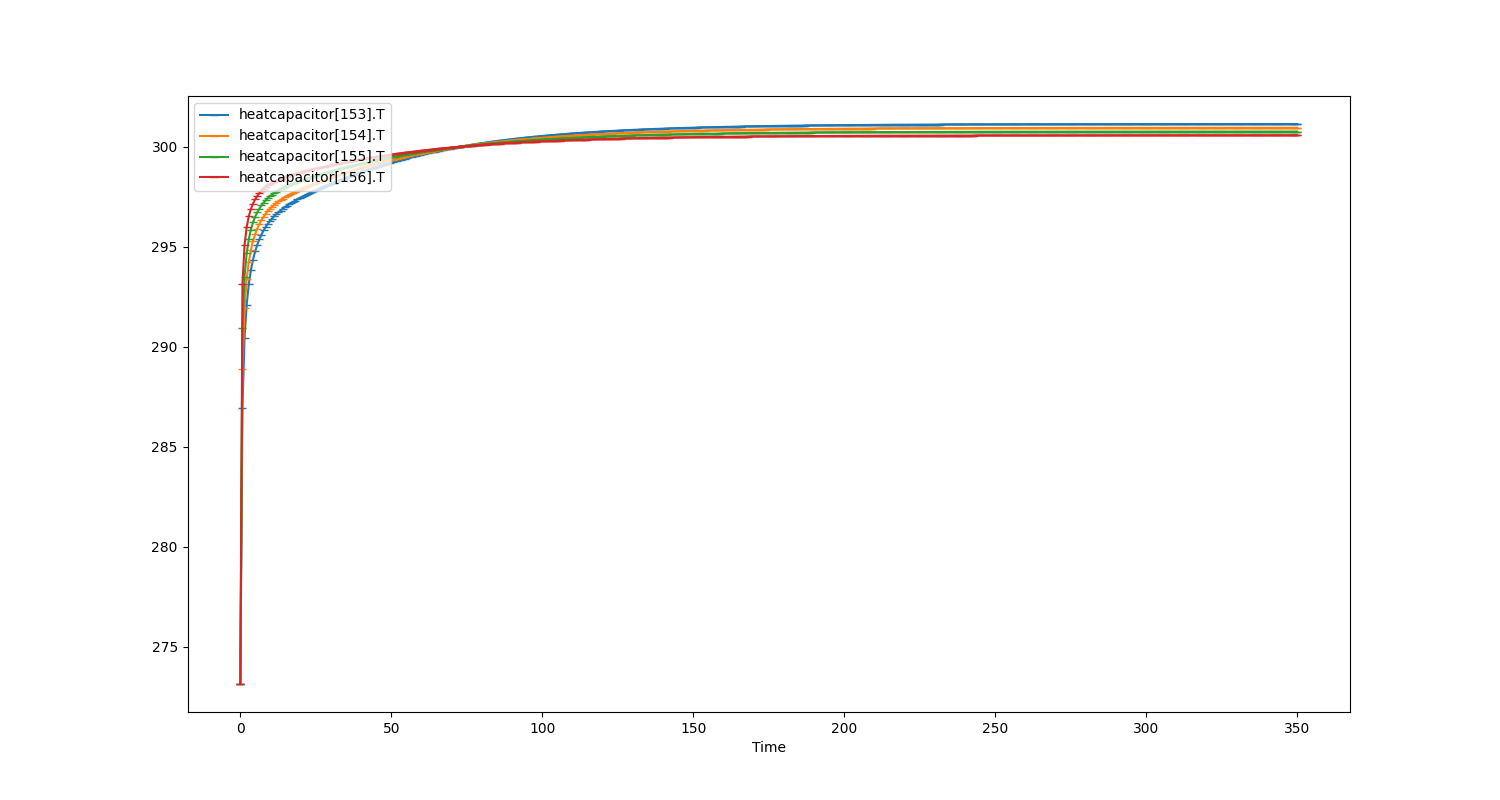 heatcapacitor[153].T
heatcapacitor[154].T
heatcapacitor[155].T
heatcapacitor[156].T
300
295
290
285
280
275
0 50 100 150 200 250 300 350
Time